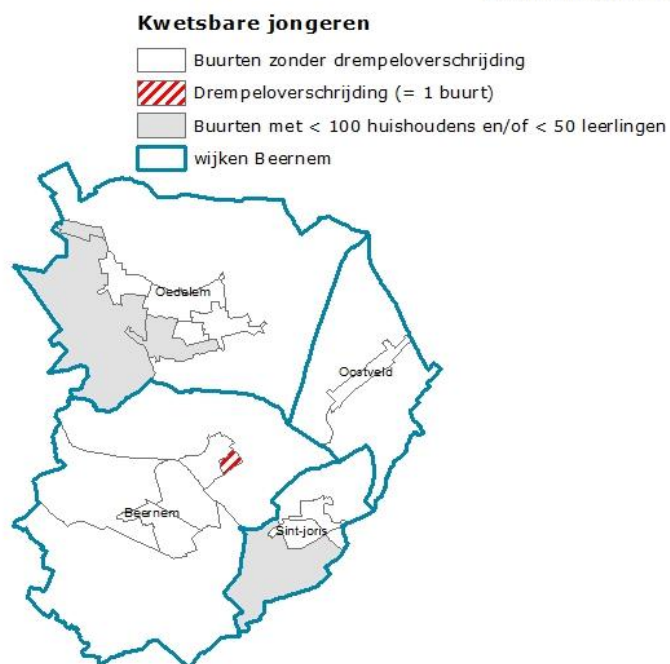 Kwetsbare jongeren
Buurten zonder drempeloverschrijding
Drempeloverschrijding (= 1 buurt)
Buurten met < 100 huishoudens en/of < 50 leerlingen
wijken Beernem
Oedelem
Oostveld
Beernem
Sint-joris